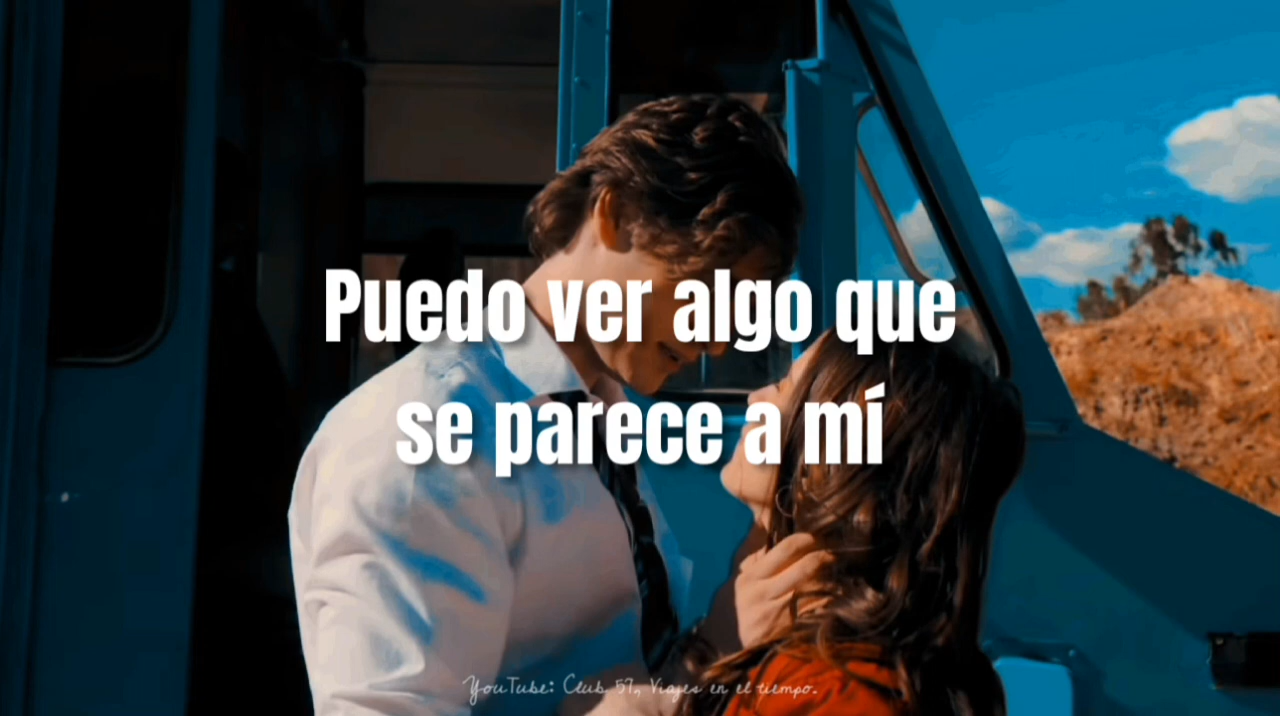 Puedo ver algo que
se parece a mí
YouTube: Club 57, Viajes en el tiempo.